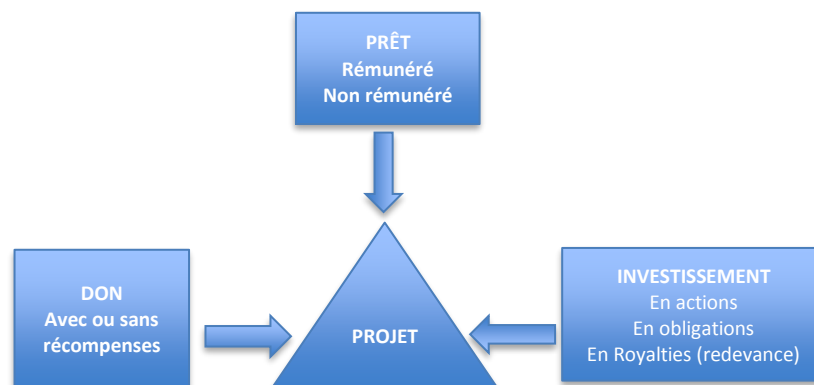 PRÊT
Rémunéré
Non rémunéré
DON
Avec ou sans
récompenses
PROJET
INVESTISSEMENT
En actions
En obligations
En Royalties (redevance)